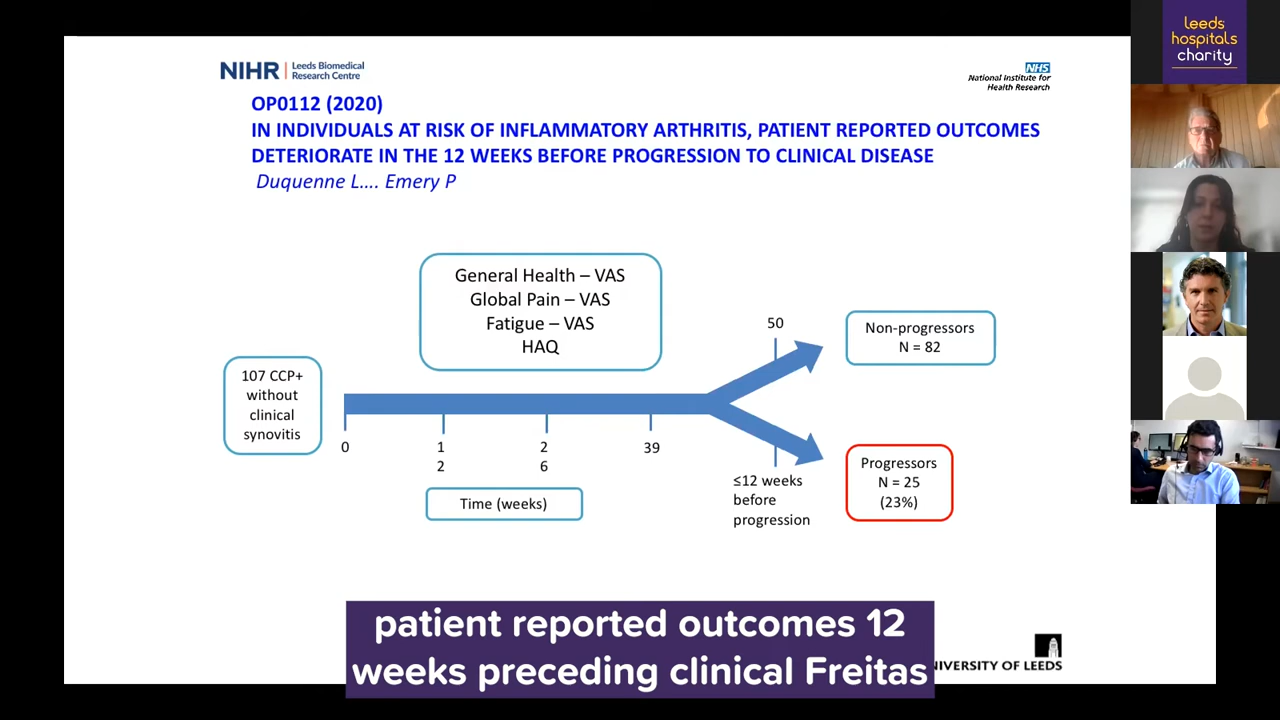 NIHR | Leeds Biomedical
Research Centre
NHS
National Institute for
Health Research
OP0112 (2020)
IN INDIVIDUALS AT RISK OF INFLAMMATORY ARTHRITIS, PATIENT REPORTED OUTCOMES
DETERIORATE IN THE 12 WEEKS BEFORE PROGRESSION TO CLINICAL DISEASE
Duquenne L.... Emery P
General Health – VAS
Global Pain – VAS
Fatigue – VAS
HAQ
107 CCP+
without
clinical
synovitis
0
1
2
2
6
39
50
Time (weeks)
≤12 weeks
before
progression
Non-progressors
N = 82
Progressors
N = 25
(23%)
patient reported outcomes 12
weeks preceding clinical Freitas
NIVERSITY OF LEEDS
leeds
hospitals
charity